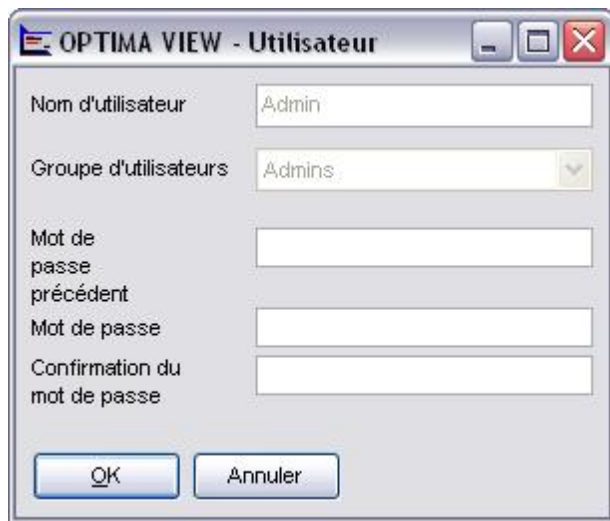 OPTIMA VIEW - Utilisateur
Nom d'utilisateur
Admin
Groupe d'utilisateurs
Admins
Mot de
passe
précédent
Mot de passe
Confirmation du
mot de passe
OK
Annuler